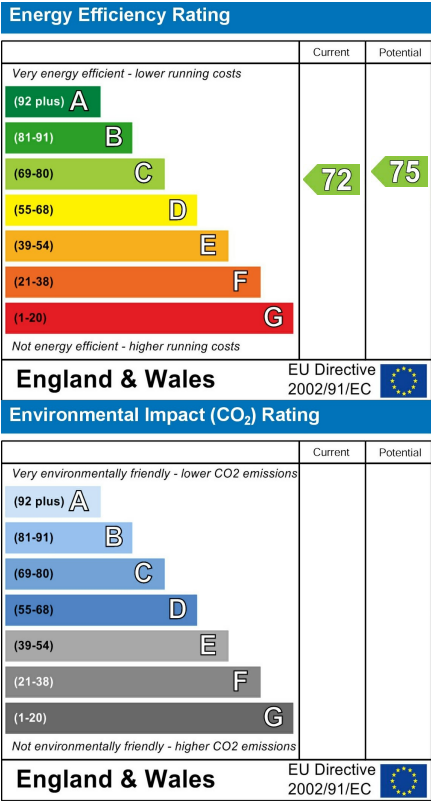 Energy Efficiency Rating
Current Potential
Very energy efficient - lower running costs
(92 plus) A
(81-91) B
(69-80) C
72 75
(55-68) D
(39-54) E
(21-38) F
(1-20) G
Not energy efficient - higher running costs
England & Wales
EU Directive
2002/91/EC
Environmental Impact (CO₂) Rating
Current Potential
Very environmentally friendly - lower CO2 emissions
(92 plus) A
(81-91) B
(69-80) C
(55-68) D
(39-54) E
(21-38) F
(1-20) G
Not environmentally friendly - higher CO2 emissions
England & Wales
EU Directive
2002/91/EC